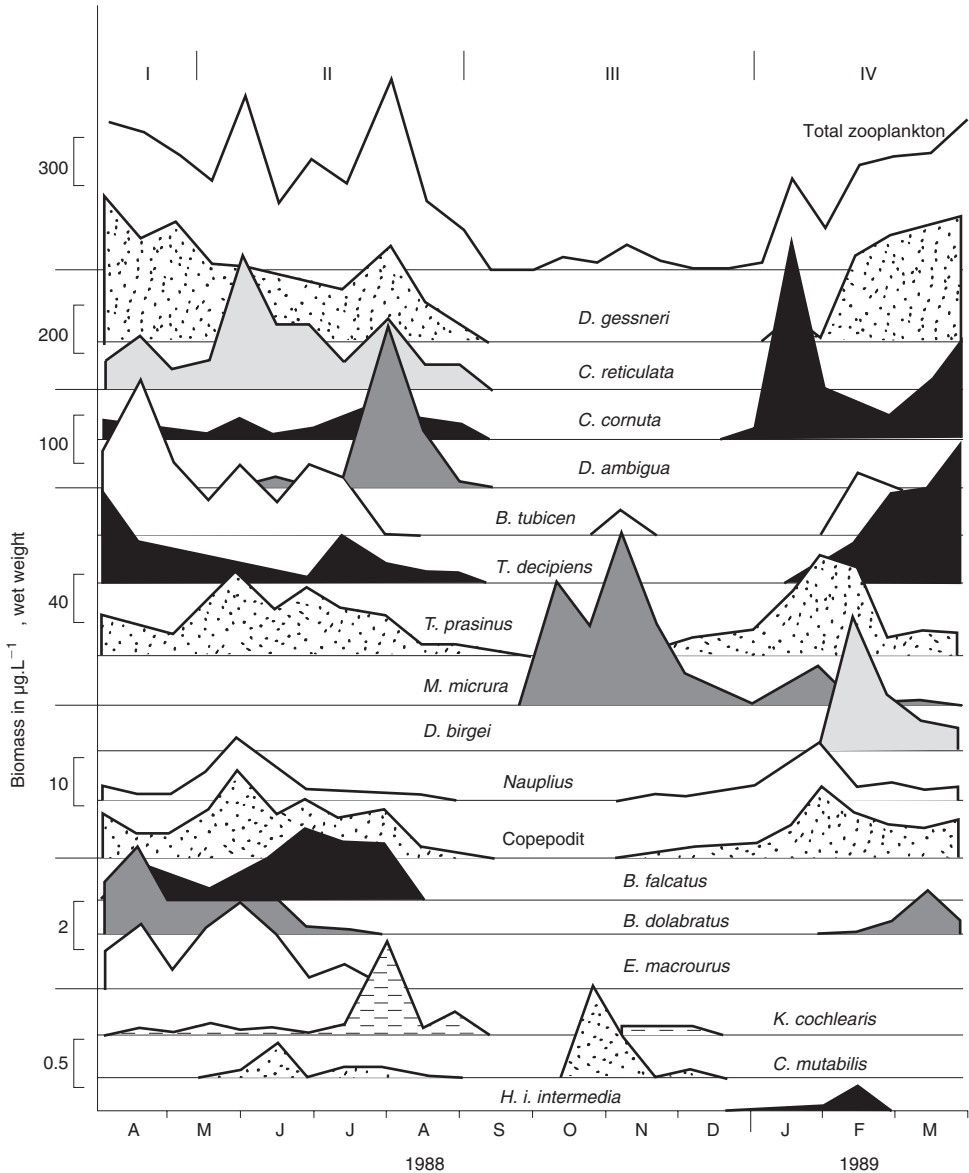 I II III IV
Total zooplankton
300
D. gessneri
200
C. reticulata
C. cornuta
100
D. ambigua
B. tubicen
T. decipiens
40
T. prasinus
M. micrura
D. birgei
10
Nauplius
Copepodit
B. falcatus
2
B. dolabratus
E. macrourus
K. cochlearis
0.5
C. mutabilis
H. i. intermedia
Biomass in µg.L⁻¹ , wet weight
A M J J A S O N D J F M
1988 1989